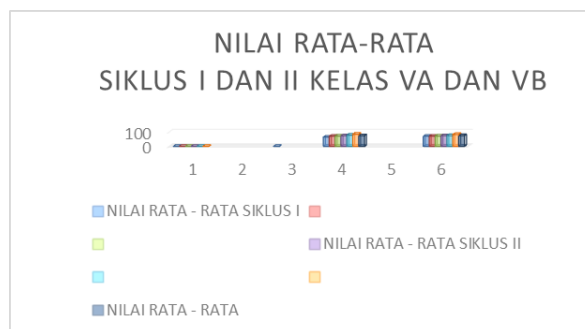 NILAI RATA-RATA
SIKLUS I DAN II KELAS VA DAN VB
100
0
1 2 3 4 5 6
NILAI RATA - RATA SIKLUS I
NILAI RATA - RATA SIKLUS II
NILAI RATA - RATA